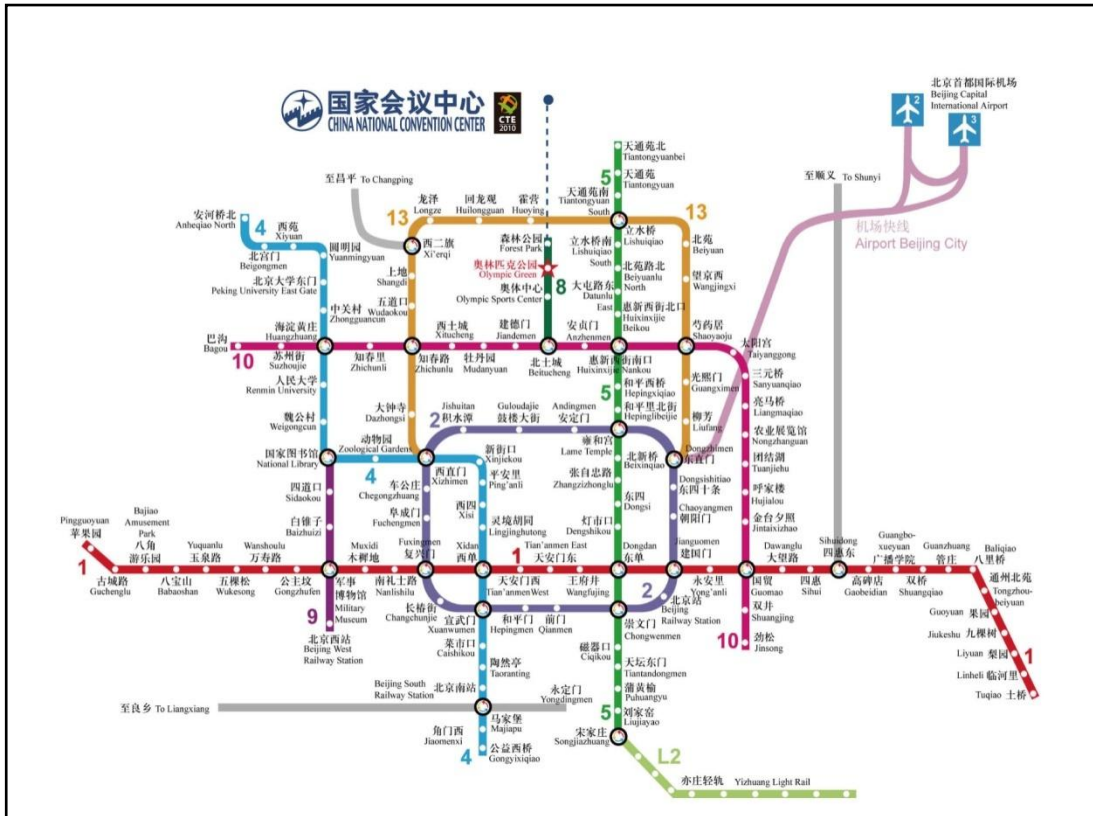 国家会议中心
CHINA NATIONAL CONVENTION CENTER
CTE
2010
北京首都国际机场
Beijing Capital
International Airport
2
3
至顺义 To Shunyi
机场快线
Airport Beijing City
至昌平 To Changping
天通苑北
Tiantongyuanbei
5
天通苑
Tiantongyuan
天通苑南
Tiantongyuan
South
13
龙泽
Longze
回龙观
Huilongguan
霍营
Huoying
13
立水桥
Lishuiqiao
安河桥北
Anheqiao North
4
西苑
Xiyuan
北宫门
Beigongmen
圆明园
Yuanmingyuan
西二旗
Xi'erqi
森林公园
Forest Park
立水桥南
Lishuiqiao
South
北苑
Beiyuan
北京大学东门
Peking University East Gate
上地
Shangdi
奥林匹克公园
Olympic Green
8
北苑路北
Beiyuanlu
North
望京西
Wangjingxi
中关村
Zhongguancun
五道口
Wudaokou
奥体中心
Olympic Sports Center
大屯路东
Datunlu
East
惠新西街北口
Huixinxijie
Beikou
巴沟
Bagou
10
海淀黄庄
Huangzhuang
苏州街
Suzhoujie
知春里
Zhichunli
知春路
Zhichunlu
西土城
Xitucheng
牡丹园
Mudanyuan
建德门
Jiandemen
北土城
Beitucheng
安贞门
Anzhenmen
惠新西街南口
Huixinxijie Nankou
芍药居
Shaoyaoju
太阳宫
Taiyanggong
人民大学
Renmin University
5
和平西桥
Hepingxiqiao
光熙门
Guangximen
三元桥
Sanyuanqiao
魏公村
Weigongcun
大钟寺
Dazhongsi
2
Jishuitan
积水潭
Guloudajie
鼓楼大街
Andingmen
安定门
和平里北街
Hepinglibeijie
柳芳
Liufang
亮马桥
Liangmaqiao
农业展览馆
Nongzhanguan
国家图书馆
National Library
动物园
Zoological Gardens
4
西直门
Xizhimen
新街口
Xinjiekou
雍和宫
Lame Temple
Dongzhimen
东直门
团结湖
Tuanjiehu
四道口
Sidaokou
车公庄
Chegongzhuang
平安里
Ping'anli
北新桥
Beixinqiao
张自忠路
Zhangzizhonglu
Dongsishitiao
东四十条
呼家楼
Hujialou
白锥子
Baizhuizi
阜成门
Fuchengmen
西四
Xisi
灵境胡同
Lingjinghutong
东四
Dongsi
灯市口
Dengshikou
Chaoyangmen
朝阳门
金台夕照
Jintaixizhao
Pingguoyuan
苹果园
1
古城路
Guchenglu
Bajiao
Amusement
Park
八角
游乐园
八宝山
Babaoshan
Yuquanlu
玉泉路
五棵松
Wukesong
Wanshoulu
万寿路
公主坟
Gongzhufen
军事
博物馆
Military
Museum
Muxidi
木樨地
南礼士路
Nanlishilu
Fuxingmen
复兴门
Xidan
西单
1
天安门西
Tian'anmenWest
Tian'anmen East
天安门东
王府井
Wangfujing
Dongdan
东单
Jianguomen
建国门
永安里
Yong'anli
国贸
Guomao
Dawanglu
大望路
四惠
Sihui
Sihuidong
四惠东
高碑店
Gaobeidian
Guangbo-
xueyuan
广播学院
双桥
Shuangqiao
Guanzhuang
管庄
Baliqiao
八里桥
通州北苑
Tongzhou-
beiyuan
Guoyuan 果园
Jiukeshu 九棵树
Liyuan 梨园
1
Linheli 临河里
Tuqiao 土桥
9
北京西站
Beijing West
Railway Station
长椿街
Changchunjie
宣武门
Xuanwumen
和平门
Hepingmen
前门
Qianmen
2
崇文门
Chongwenmen
北京站
Beijing
Railway Station
双井
Shuangjing
10
劲松
Jinsong
菜市口
Caishikou
磁器口
Ciqikou
陶然亭
Taoranting
天坛东门
Tiantandongmen
Beijing South
Railway Station
北京南站
永定门
Yongdingmen
蒲黄榆
Puhuangyu
至良乡 To Liangxiang
马家堡
Majiapu
5
刘家窑
Liujiayao
角门西
Jiaomenxi
4
公益西桥
Gongyixiqiao
宋家庄
Songjiazhuang
L2
亦庄轻轨 Yizhuang Light Rail